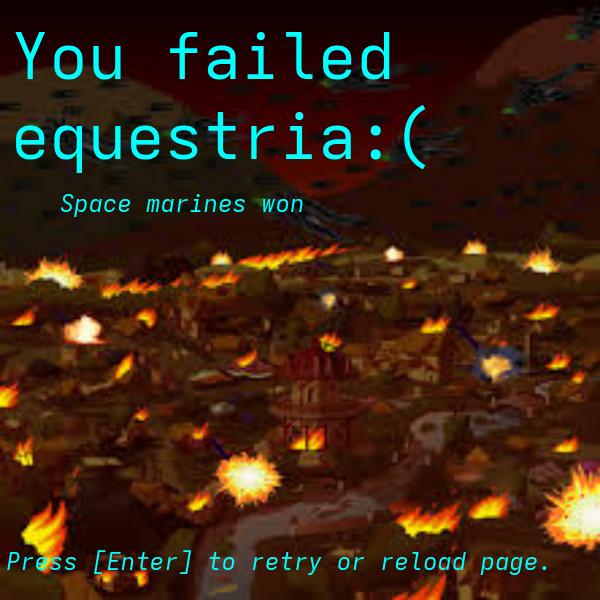 You failed
equestria:(
Space marines won
Press [Enter] to retry or reload page.